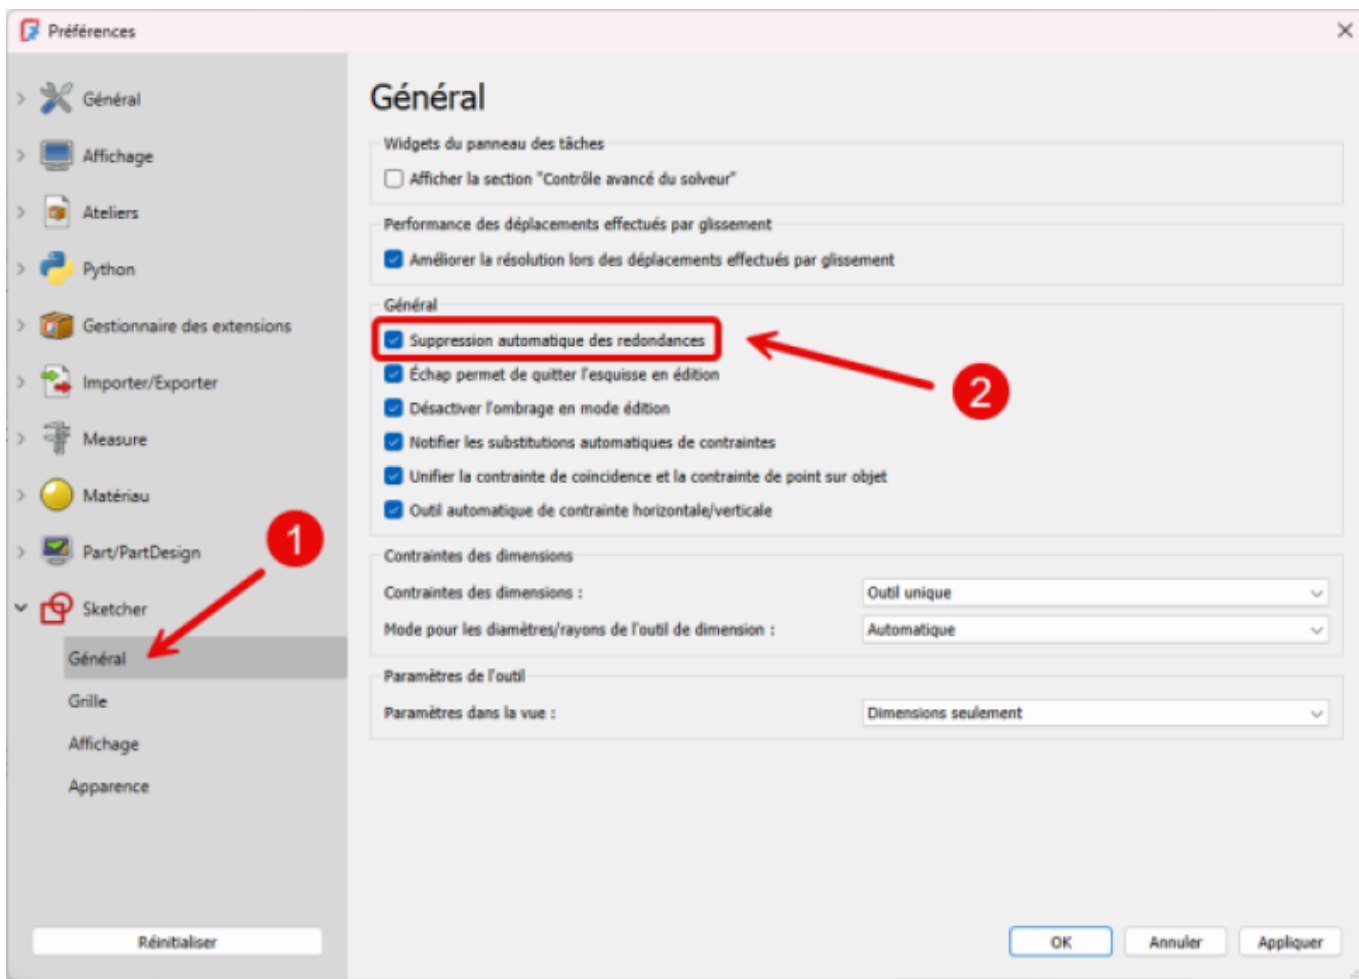 Préférences
Général
Affichage
Ateliers
Python
Gestionnaire des extensions
Importer/Exporter
Measure
Matériau
Part/PartDesign
1
Sketcher
Général
Grille
Affichage
Apparence
Réinitialiser
Général
Widgets du panneau des tâches
Afficher la section "Contrôle avancé du solveur"
Performance des déplacements effectués par glissement
Améliorer la résolution lors des déplacements effectués par glissement
Général
Suppression automatique des redondances
2
Échap permet de quitter l'esquisse en édition
Désactiver l'ombrage en mode édition
Notifier les substitutions automatiques de contraintes
Unifier la contrainte de coïncidence et la contrainte de point sur objet
Outil automatique de contrainte horizontale/verticale
Contraintes des dimensions
Contraintes des dimensions : Outil unique
Mode pour les diamètres/rayons de l'outil de dimension : Automatique
Paramètres de l'outil
Paramètres dans la vue : Dimensions seulement
OK Annuler Appliquer